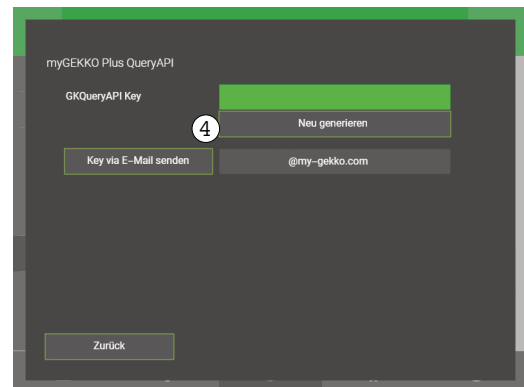 myGEKKO Plus QueryAPI
GKQueryAPI Key
4
Neu generieren
Key via E-Mail senden
@my-gekko.com
Zurück